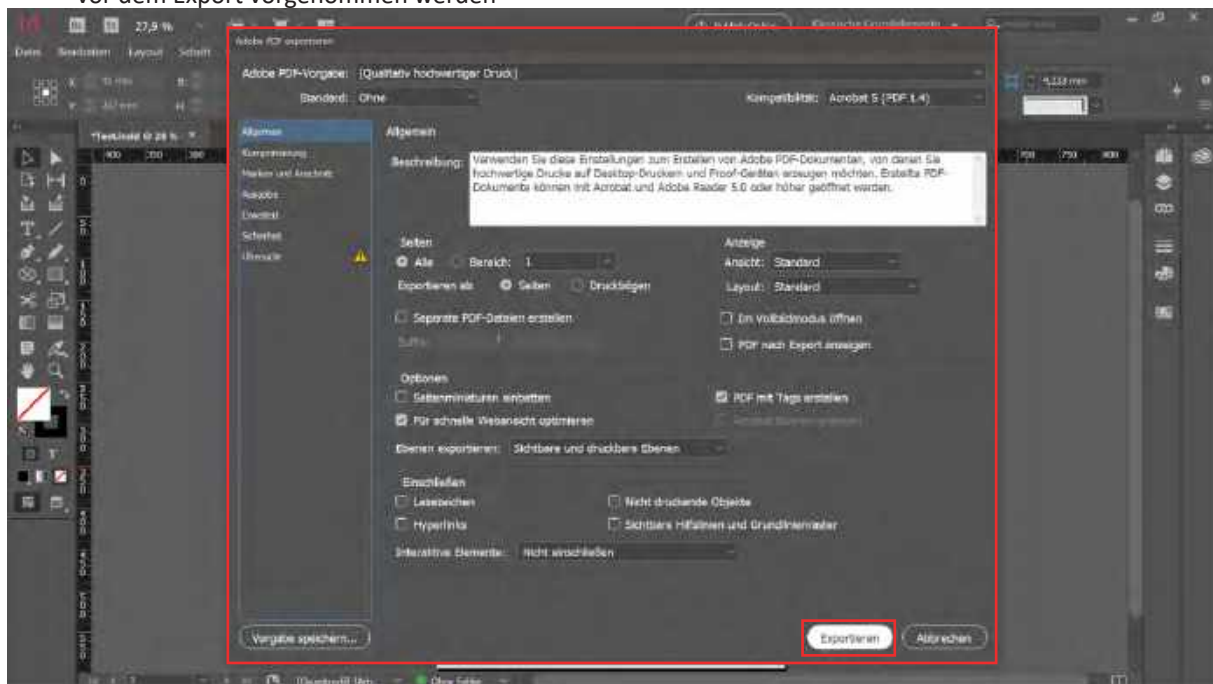 vor dem Export vorgenommen werden
27,9 %
Datei Bearbeiten Layout Schrift
Adobe PDF exportieren
Adobe PDF-Vorgabe: [Qualitativ hochwertiger Druck]
Standard: Ohne
Kompatibilität: Acrobat 5 (PDF 1.4)
Allgemein
Komprimierung
Marken und Anschnitt
Ausgabe
Erweitert
Sicherheit
Übersicht
Allgemein
Beschreibung: Verwenden Sie diese Einstellungen zum Erstellen von Adobe PDF-Dokumenten, von denen Sie
hochwertige Drucke auf Desktop-Druckern und Proof-Geräten erzeugen möchten. Erstellte PDF-
Dokumente können mit Acrobat und Adobe Reader 5.0 oder höher geöffnet werden.
Seiten
Alle Bereich: 1
Exportieren als Seiten Druckbögen
Separate PDF-Dateien erstellen
Suffix:
Anzeige
Ansicht: Standard
Layout: Standard
Im Vollbildmodus öffnen
PDF nach Export anzeigen
Optionen
Seitenminiaturen einbetten
PDF mit Tags erstellen
Für schnelle Webansicht optimieren
Ebenen exportieren: Sichtbare und druckbare Ebenen
Einschließen
Lesezeichen
Nicht druckende Objekte
Hyperlinks
Sichtbare Hilfslinien und Grundlinienraster
Interaktive Elemente: Nicht einschließen
Vorgabe speichern...
Exportieren
Abbrechen
Ohne Fehler